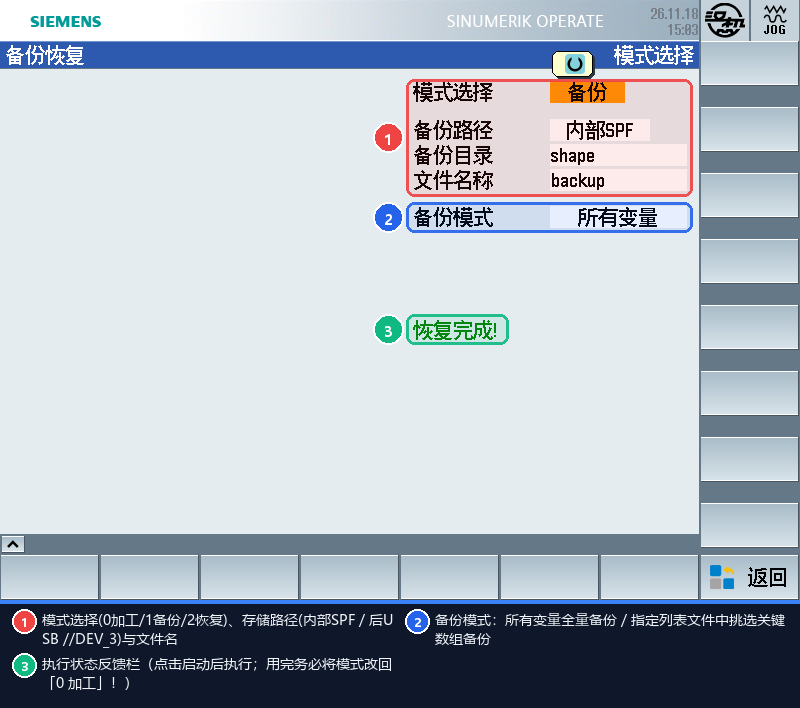 SIEMENS
SINUMERIK OPERATE
26.11.18
15:03
JOG
备份恢复
模式选择
模式选择 备份
1
备份路径 内部SPF
备份目录 shape
文件名称 backup
2 备份模式 所有变量
3 恢复完成!
返回
1 模式选择(0加工/1备份/2恢复)、存储路径(内部SPF / 后U
SB //DEV_3)与文件名
2 备份模式：所有变量全量备份 / 指定列表文件中挑选关键
数组备份
3 执行状态反馈栏（点击启动后执行；用完务必将模式改回
「0 加工」！）